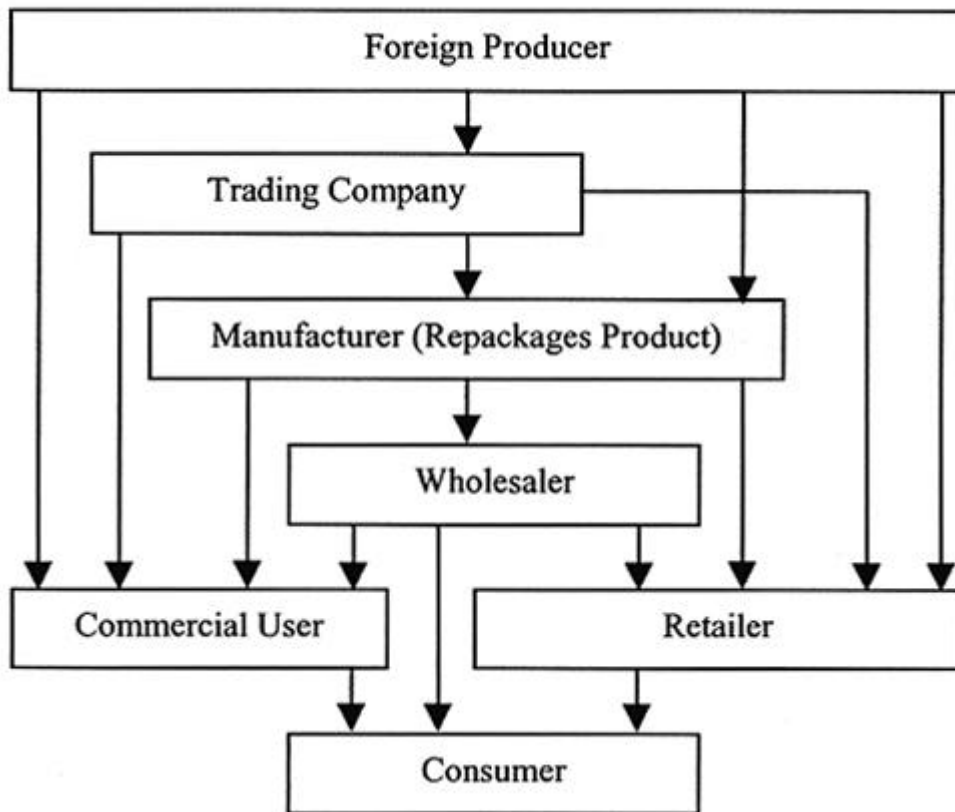 Foreign Producer
Trading Company
Manufacturer (Repackages Product)
Wholesaler
Commercial User
Retailer
Consumer